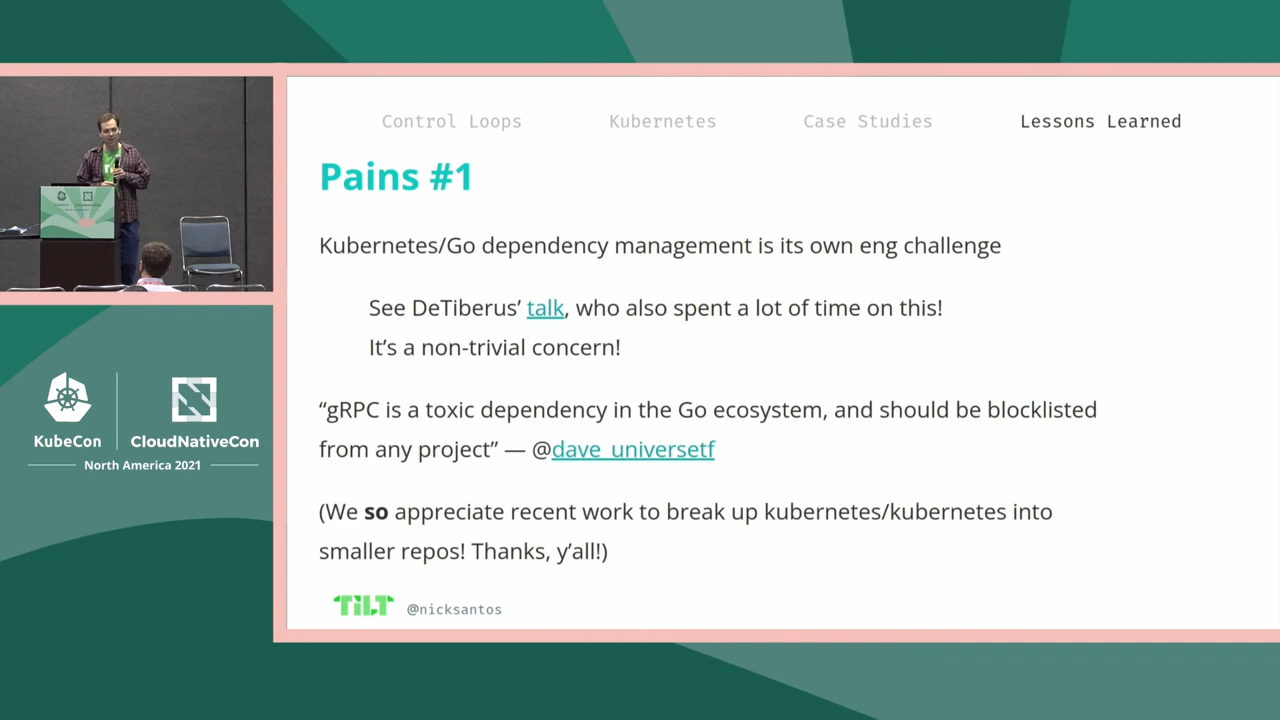 Control Loops
Kubernetes
Case Studies
Lessons Learned
Pains #1
Kubernetes/Go dependency management is its own eng challenge
See DeTiberus’ talk, who also spent a lot of time on this!
It’s a non-trivial concern!
“gRPC is a toxic dependency in the Go ecosystem, and should be blocklisted
from any project” — @dave_universetf
(We so appreciate recent work to break up kubernetes/kubernetes into
smaller repos! Thanks, y’all!)
TiLT @nicksantos
KubeCon
CloudNativeCon
North America 2021